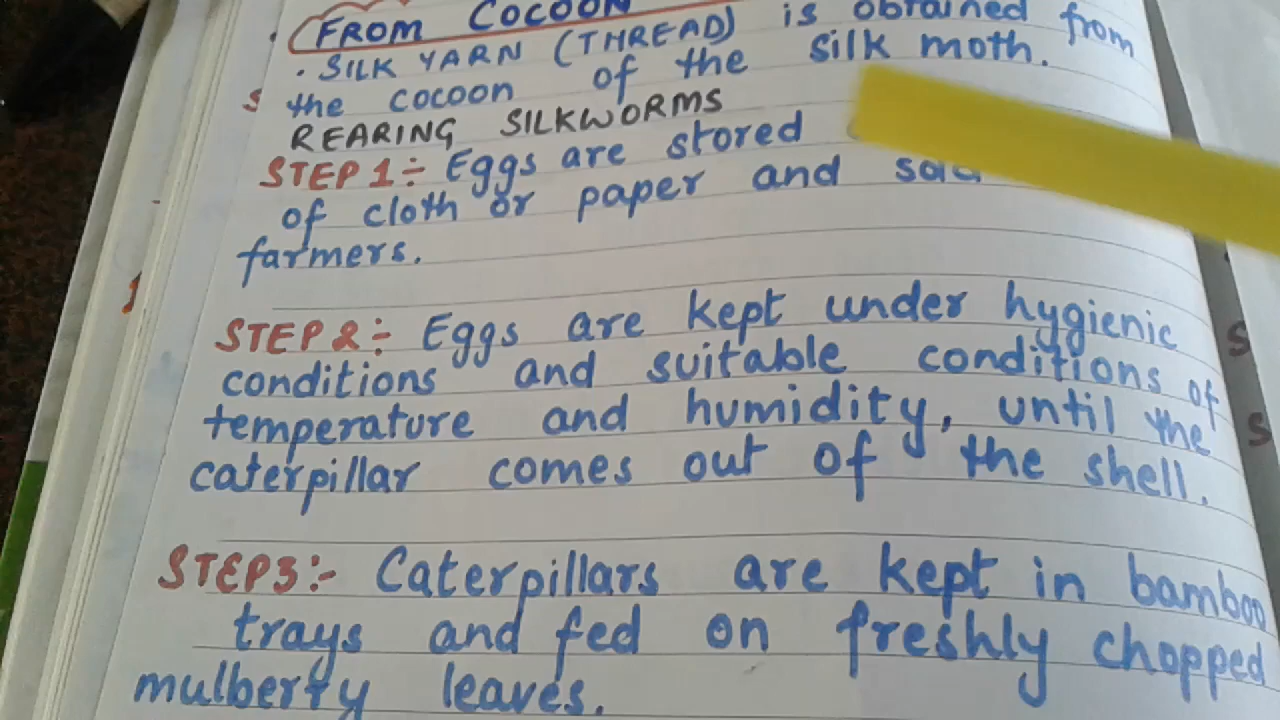 FROM COCOON
. SILK YARN (THREAD) is obtained from
the cocoon of the silk moth.
REARING SILKWORMS
STEP 1:- Eggs are stored
of cloth or paper and sold
farmers.
STEP 2:- Eggs are kept under hygienic
conditions and suitable conditions of
temperature and humidity, until the
caterpillar comes out of the shell.
STEP3:- Caterpillars are kept in bamboo
trays and fed on freshly chopped
mulberry leaves.